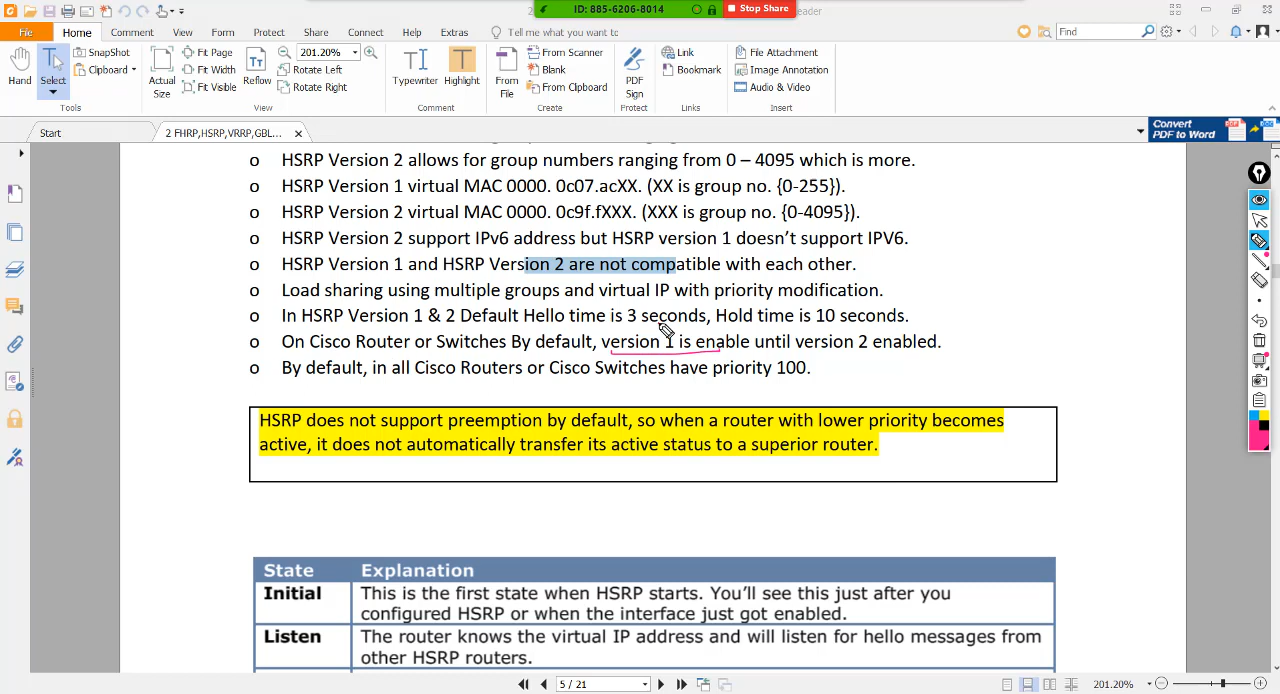 ID: 885-6206-8014
Stop Share
eader
File
Home
Comment
View
Form
Protect
Share
Connect
Help
Extras
Tell me what you want to
Find
Hand
Select
SnapShot
Clipboard
Tools
Actual
Size
Fit Page
Fit Width
Fit Visible
Reflow
201.20%
Rotate Left
Rotate Right
View
Typewriter
Highlight
Comment
From
File
From Scanner
Blank
From Clipboard
Create
PDF
Sign
Protect
Link
Bookmark
Links
File Attachment
Image Annotation
Audio & Video
Insert
Start
2 FHRP,HSRP,VRRP,GBL...
Convert
PDF to Word
o HSRP Version 2 allows for group numbers ranging from 0 – 4095 which is more.
o HSRP Version 1 virtual MAC 0000. 0c07.acXX. (XX is group no. {0-255}).
o HSRP Version 2 virtual MAC 0000. 0c9f.fXXX. (XXX is group no. {0-4095}).
o HSRP Version 2 support IPv6 address but HSRP version 1 doesn't support IPV6.
o HSRP Version 1 and HSRP Version 2 are not compatible with each other.
o Load sharing using multiple groups and virtual IP with priority modification.
o In HSRP Version 1 & 2 Default Hello time is 3 seconds, Hold time is 10 seconds.
o On Cisco Router or Switches By default, version 1 is enable until version 2 enabled.
o By default, in all Cisco Routers or Cisco Switches have priority 100.
HSRP does not support preemption by default, so when a router with lower priority becomes
active, it does not automatically transfer its active status to a superior router.
State Explanation
Initial This is the first state when HSRP starts. You'll see this just after you
configured HSRP or when the interface just got enabled.
Listen The router knows the virtual IP address and will listen for hello messages from
other HSRP routers.
5 / 21
201.20%